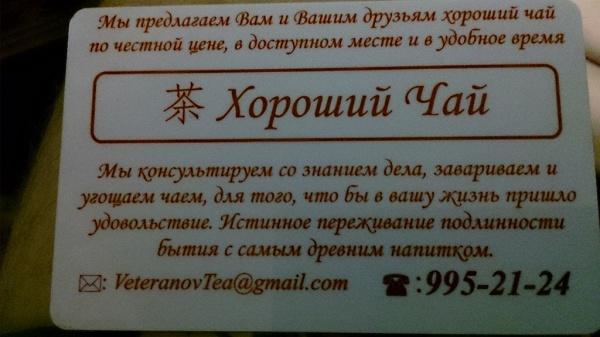 Мы предлагаем Вам и Вашим друзьям хороший чай
по честной цене, в доступном месте и в удобное время
茶 Хороший Чай
Мы консультируем со знанием дела, завариваем и
угощаем чаем, для того, что бы в вашу жизнь пришло
удовольствие. Истинное переживание подлинности
бытия с самым древним напитком.
✉: VeteranovTea@gmail.com ☎:995-21-24